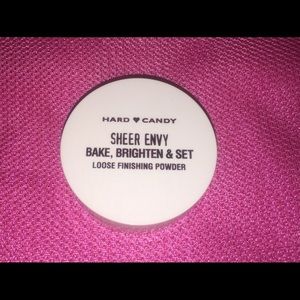 HARD ♥ CANDY
SHEER ENVY
BAKE, BRIGHTEN & SET
LOOSE FINISHING POWDER